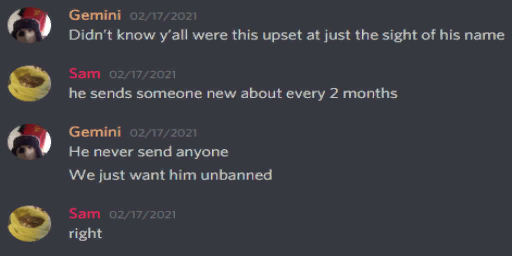 Gemini 02/17/2021
Didn't know y'all were this upset at just the sight of his name
Sam 02/17/2021
he sends someone new about every 2 months
Gemini 02/17/2021
He never send anyone
We just want him unbanned
Sam 02/17/2021
right